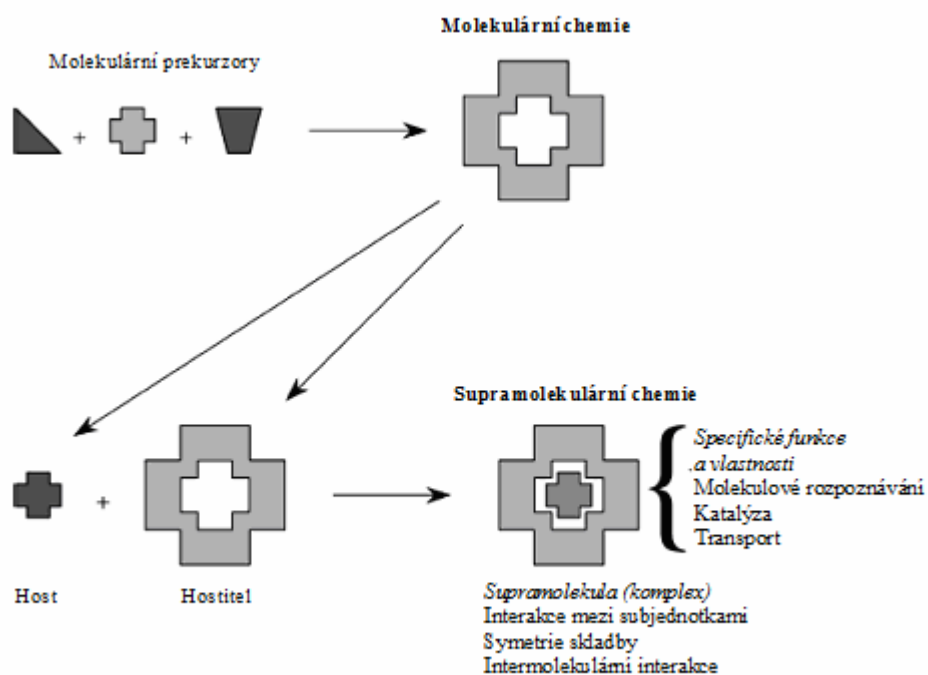 Molekulární chemie
Molekulární prekurzory
+ +
Supramolekulární chemie
+
Specifické funkce
.a vlastnosti
Molekulové rozpoznávání
Katalýza
Transport
Host
Hostitel
Supramolekula (komplex)
Interakce mezi subjednotkami
Symetrie skladby
Intermolekulární interakce